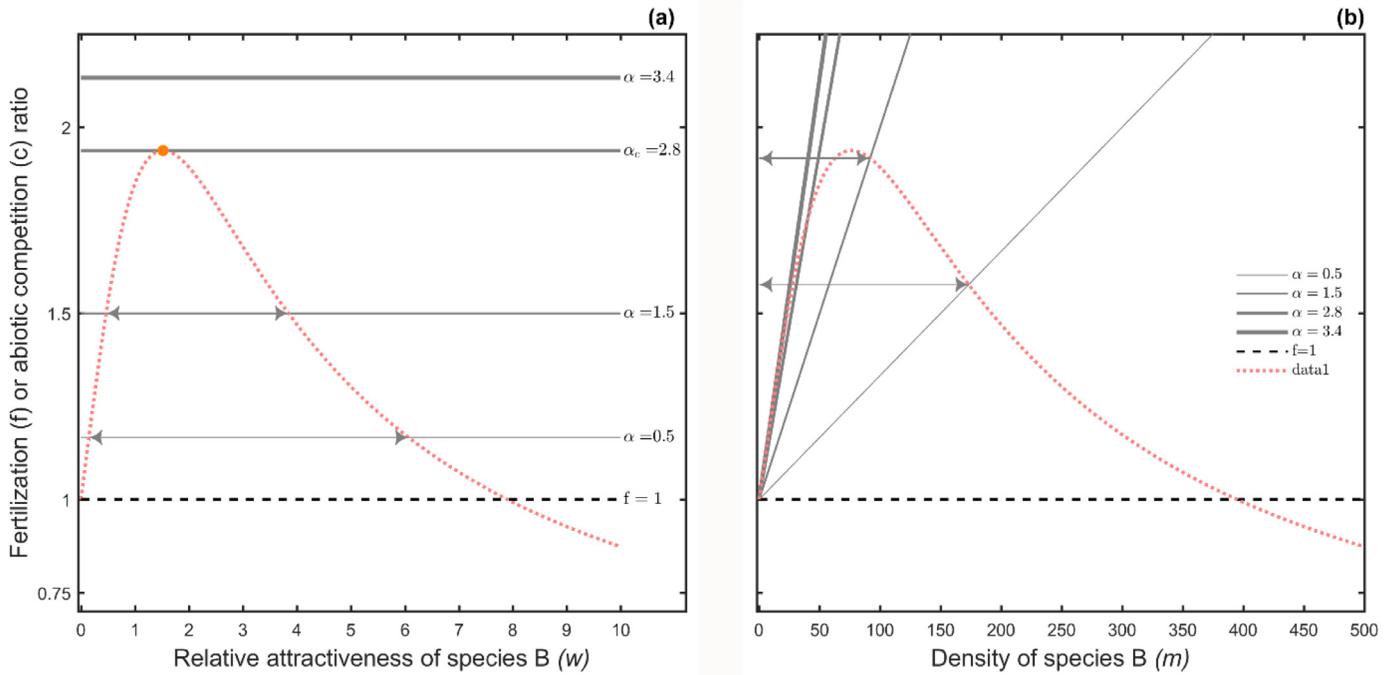 (a)
Fertilization (f) or abiotic competition (c) ratio
2
1.5
1
0.75
α =3.4
α_c =2.8
α =1.5
α =0.5
f = 1
0 1 2 3 4 5 6 7 8 9 10
Relative attractiveness of species B (w)
(b)
α = 0.5
α = 1.5
α = 2.8
α = 3.4
f=1
data1
0 50 100 150 200 250 300 350 400 450 500
Density of species B (m)